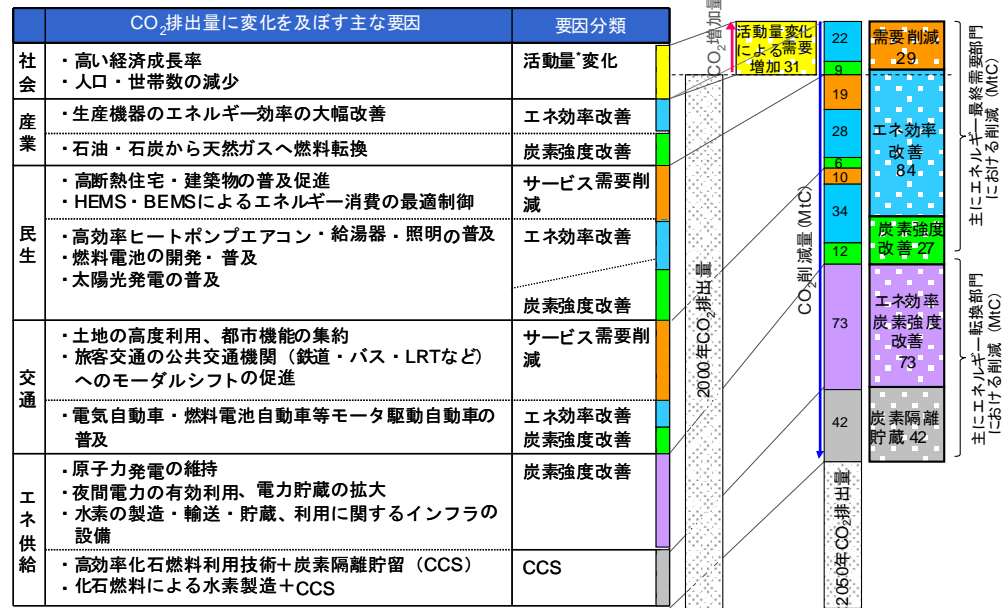 CO2排出量に変化を及ぼす主な要因
要因分類
社会
・高い経済成長率
・人口・世帯数の減少
活動量*変化
産業
・生産機器のエネルギー効率の大幅改善
エネ効率改善
・石油・石炭から天然ガスへ燃料転換
炭素強度改善
民生
・高断熱住宅・建築物の普及促進
・HEMS・BEMSによるエネルギー消費の最適制御
サービス需要削
減
・高効率ヒートポンプエアコン・給湯器・照明の普及
・燃料電池の開発・普及
・太陽光発電の普及
エネ効率改善
炭素強度改善
交通
・土地の高度利用、都市機能の集約
・旅客交通の公共交通機関（鉄道・バス・LRTなど）
へのモーダルシフトの促進
サービス需要削
減
・電気自動車・燃料電池自動車等モータ駆動自動車の
普及
エネ効率改善
炭素強度改善
エネ供給
・原子力発電の維持
・夜間電力の有効利用、電力貯蔵の拡大
・水素の製造・輸送・貯蔵、利用に関するインフラの
設備
炭素強度改善
・高効率化石燃料利用技術＋炭素隔離貯留（CCS）
・化石燃料による水素製造＋CCS
CCS
CO2増加量
活動量変化
による需要
増加 31
2000年CO2排出量
CO2削減量 (MtC)
22
9
19
28
6
10
34
12
73
42
2050年CO2排出量
需要削減
29
エネ効率
改善
84
炭素強度
改善 27
エネ効率
炭素強度
改善
73
炭素隔離
貯蔵 42
主にエネルギー最終需要部門
における削減 (MtC)
主にエネルギー転換部門
における削減 (MtC)